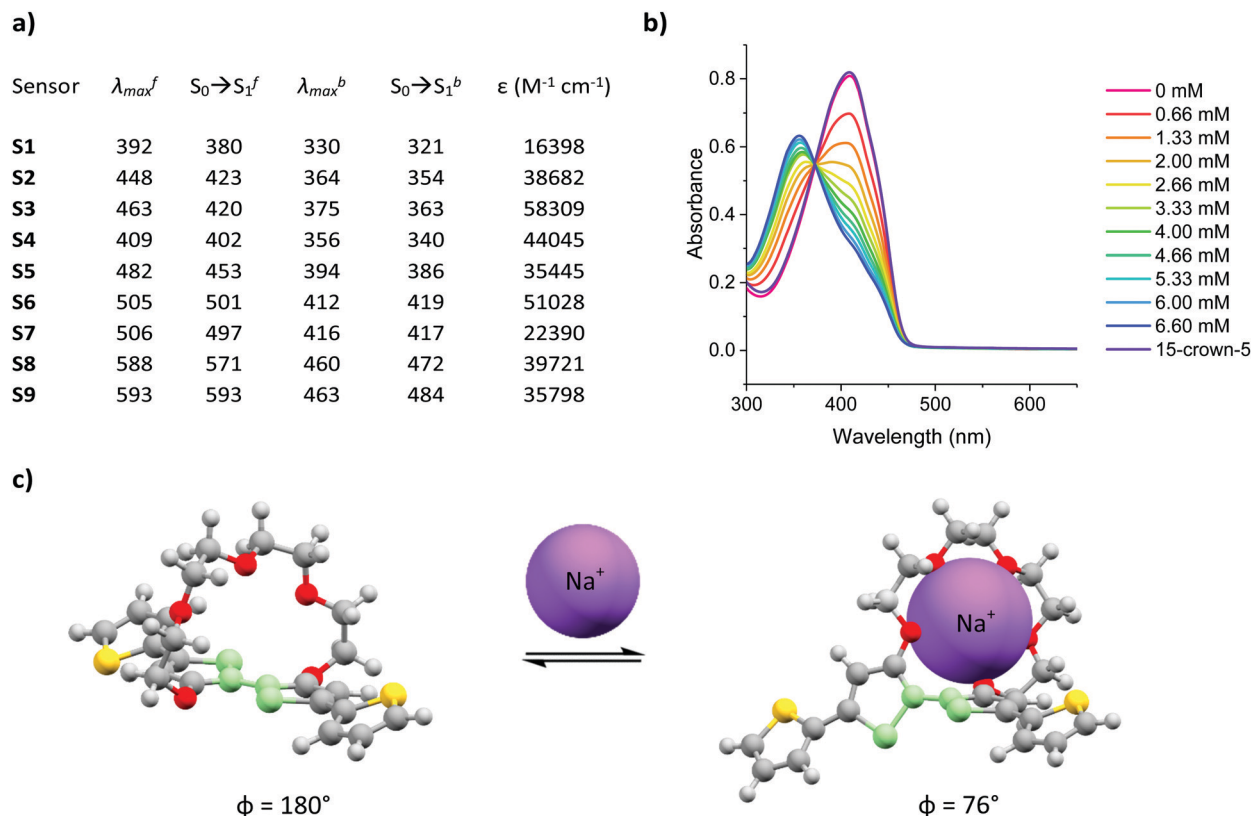 a)
Sensor λmaxᶠ S₀→S₁ᶠ λmaxᵇ S₀→S₁ᵇ ε (M⁻¹ cm⁻¹)
S1 392 380 330 321 16398
S2 448 423 364 354 38682
S3 463 420 375 363 58309
S4 409 402 356 340 44045
S5 482 453 394 386 35445
S6 505 501 412 419 51028
S7 506 497 416 417 22390
S8 588 571 460 472 39721
S9 593 593 463 484 35798
b)
Absorbance
0.8
0.6
0.4
0.2
0.0
300 400 500 600
Wavelength (nm)
0 mM
0.66 mM
1.33 mM
2.00 mM
2.66 mM
3.33 mM
4.00 mM
4.66 mM
5.33 mM
6.00 mM
6.60 mM
15-crown-5
c)
Na⁺
Na⁺
ϕ = 180°
ϕ = 76°